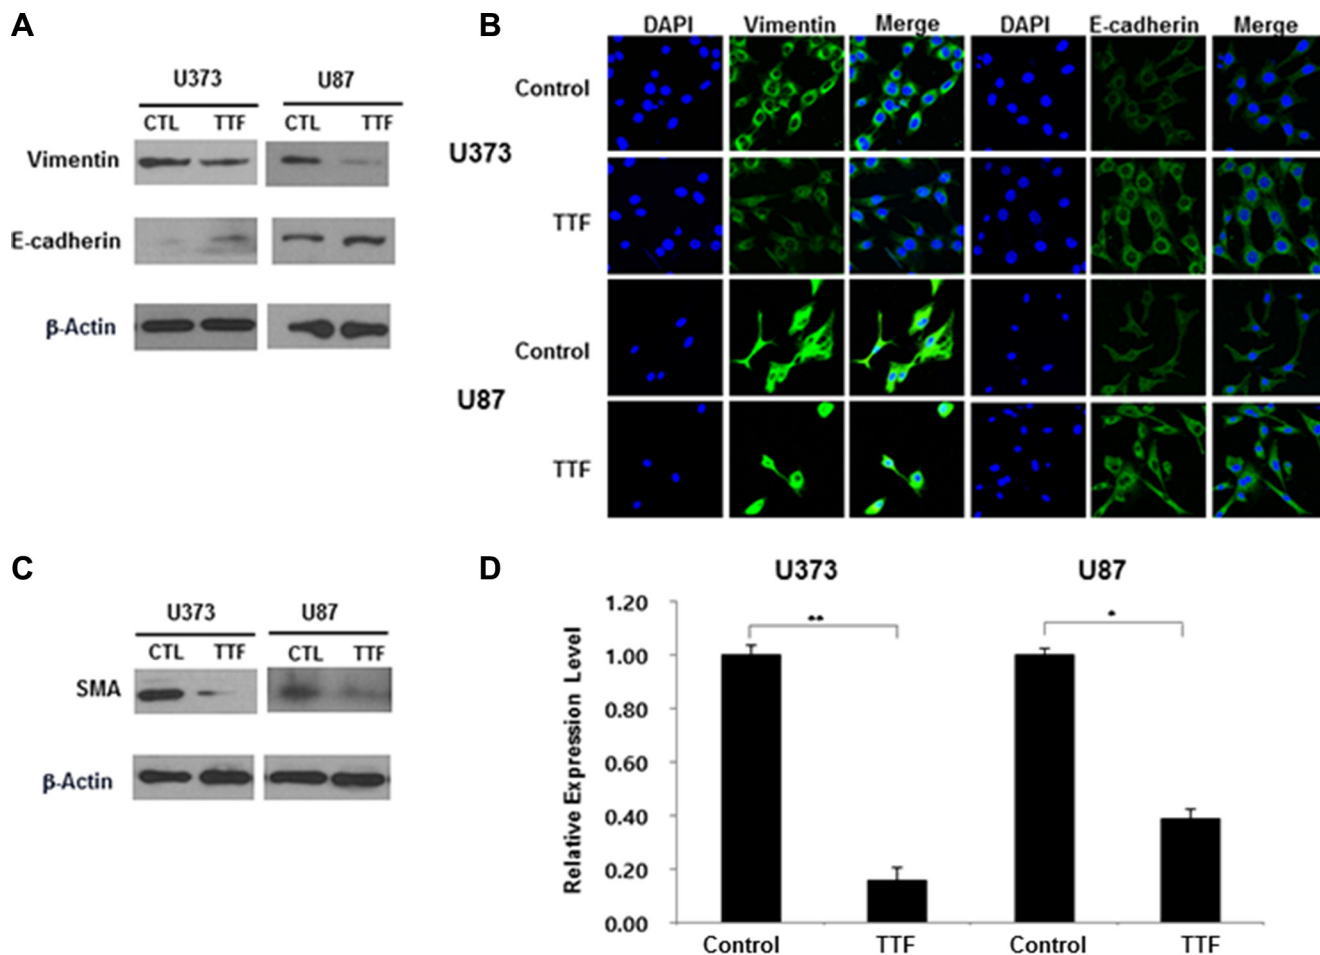 A
U373 U87
CTL TTF CTL TTF
Vimentin
E-cadherin
β-Actin
B
DAPI Vimentin Merge DAPI E-cadherin Merge
Control
U373
TTF
Control
U87
TTF
C
U373 U87
CTL TTF CTL TTF
SMA
β-Actin
D
U373 U87
** *
Relative Expression Level
1.20
1.00
0.80
0.60
0.40
0.20
0.00
Control TTF Control TTF